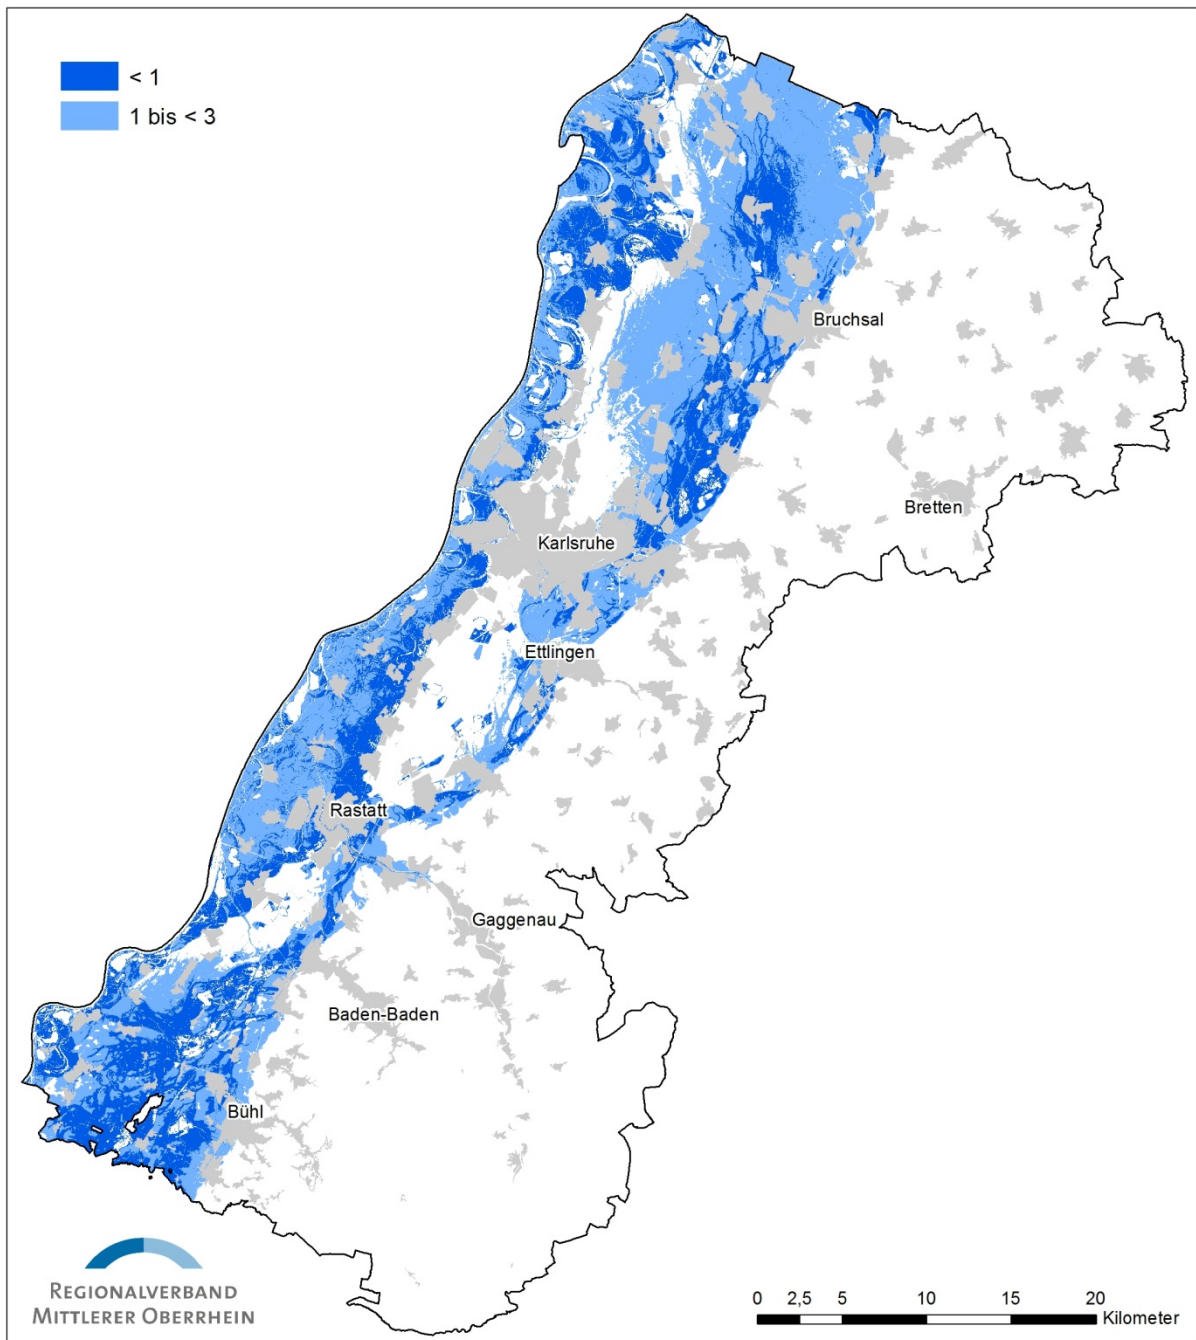 < 1
1 bis < 3
Bruchsal
Bretten
Karlsruhe
Ettlingen
Rastatt
Gaggenau
Baden-Baden
Bühl
REGIONALVERBAND
MITTLERER OBERRHEIN
0 2,5 5 10 15 20
Kilometer